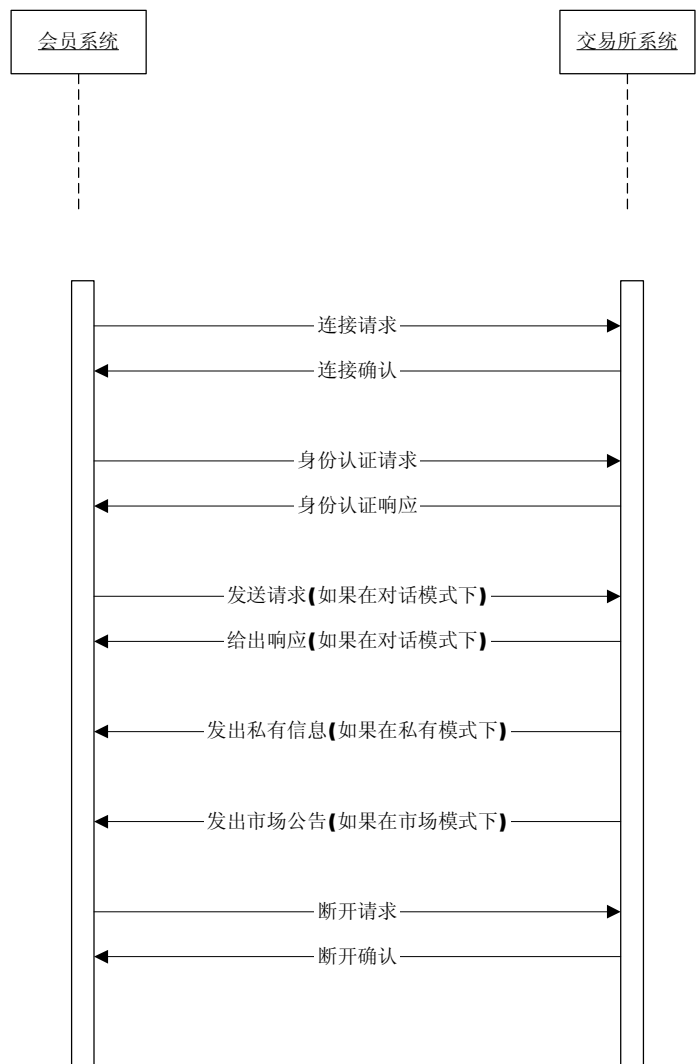 会员系统
交易所系统
连接请求
连接确认
身份认证请求
身份认证响应
发送请求(如果在对话模式下)
给出响应(如果在对话模式下)
发出私有信息(如果在私有模式下)
发出市场公告(如果在市场模式下)
断开请求
断开确认